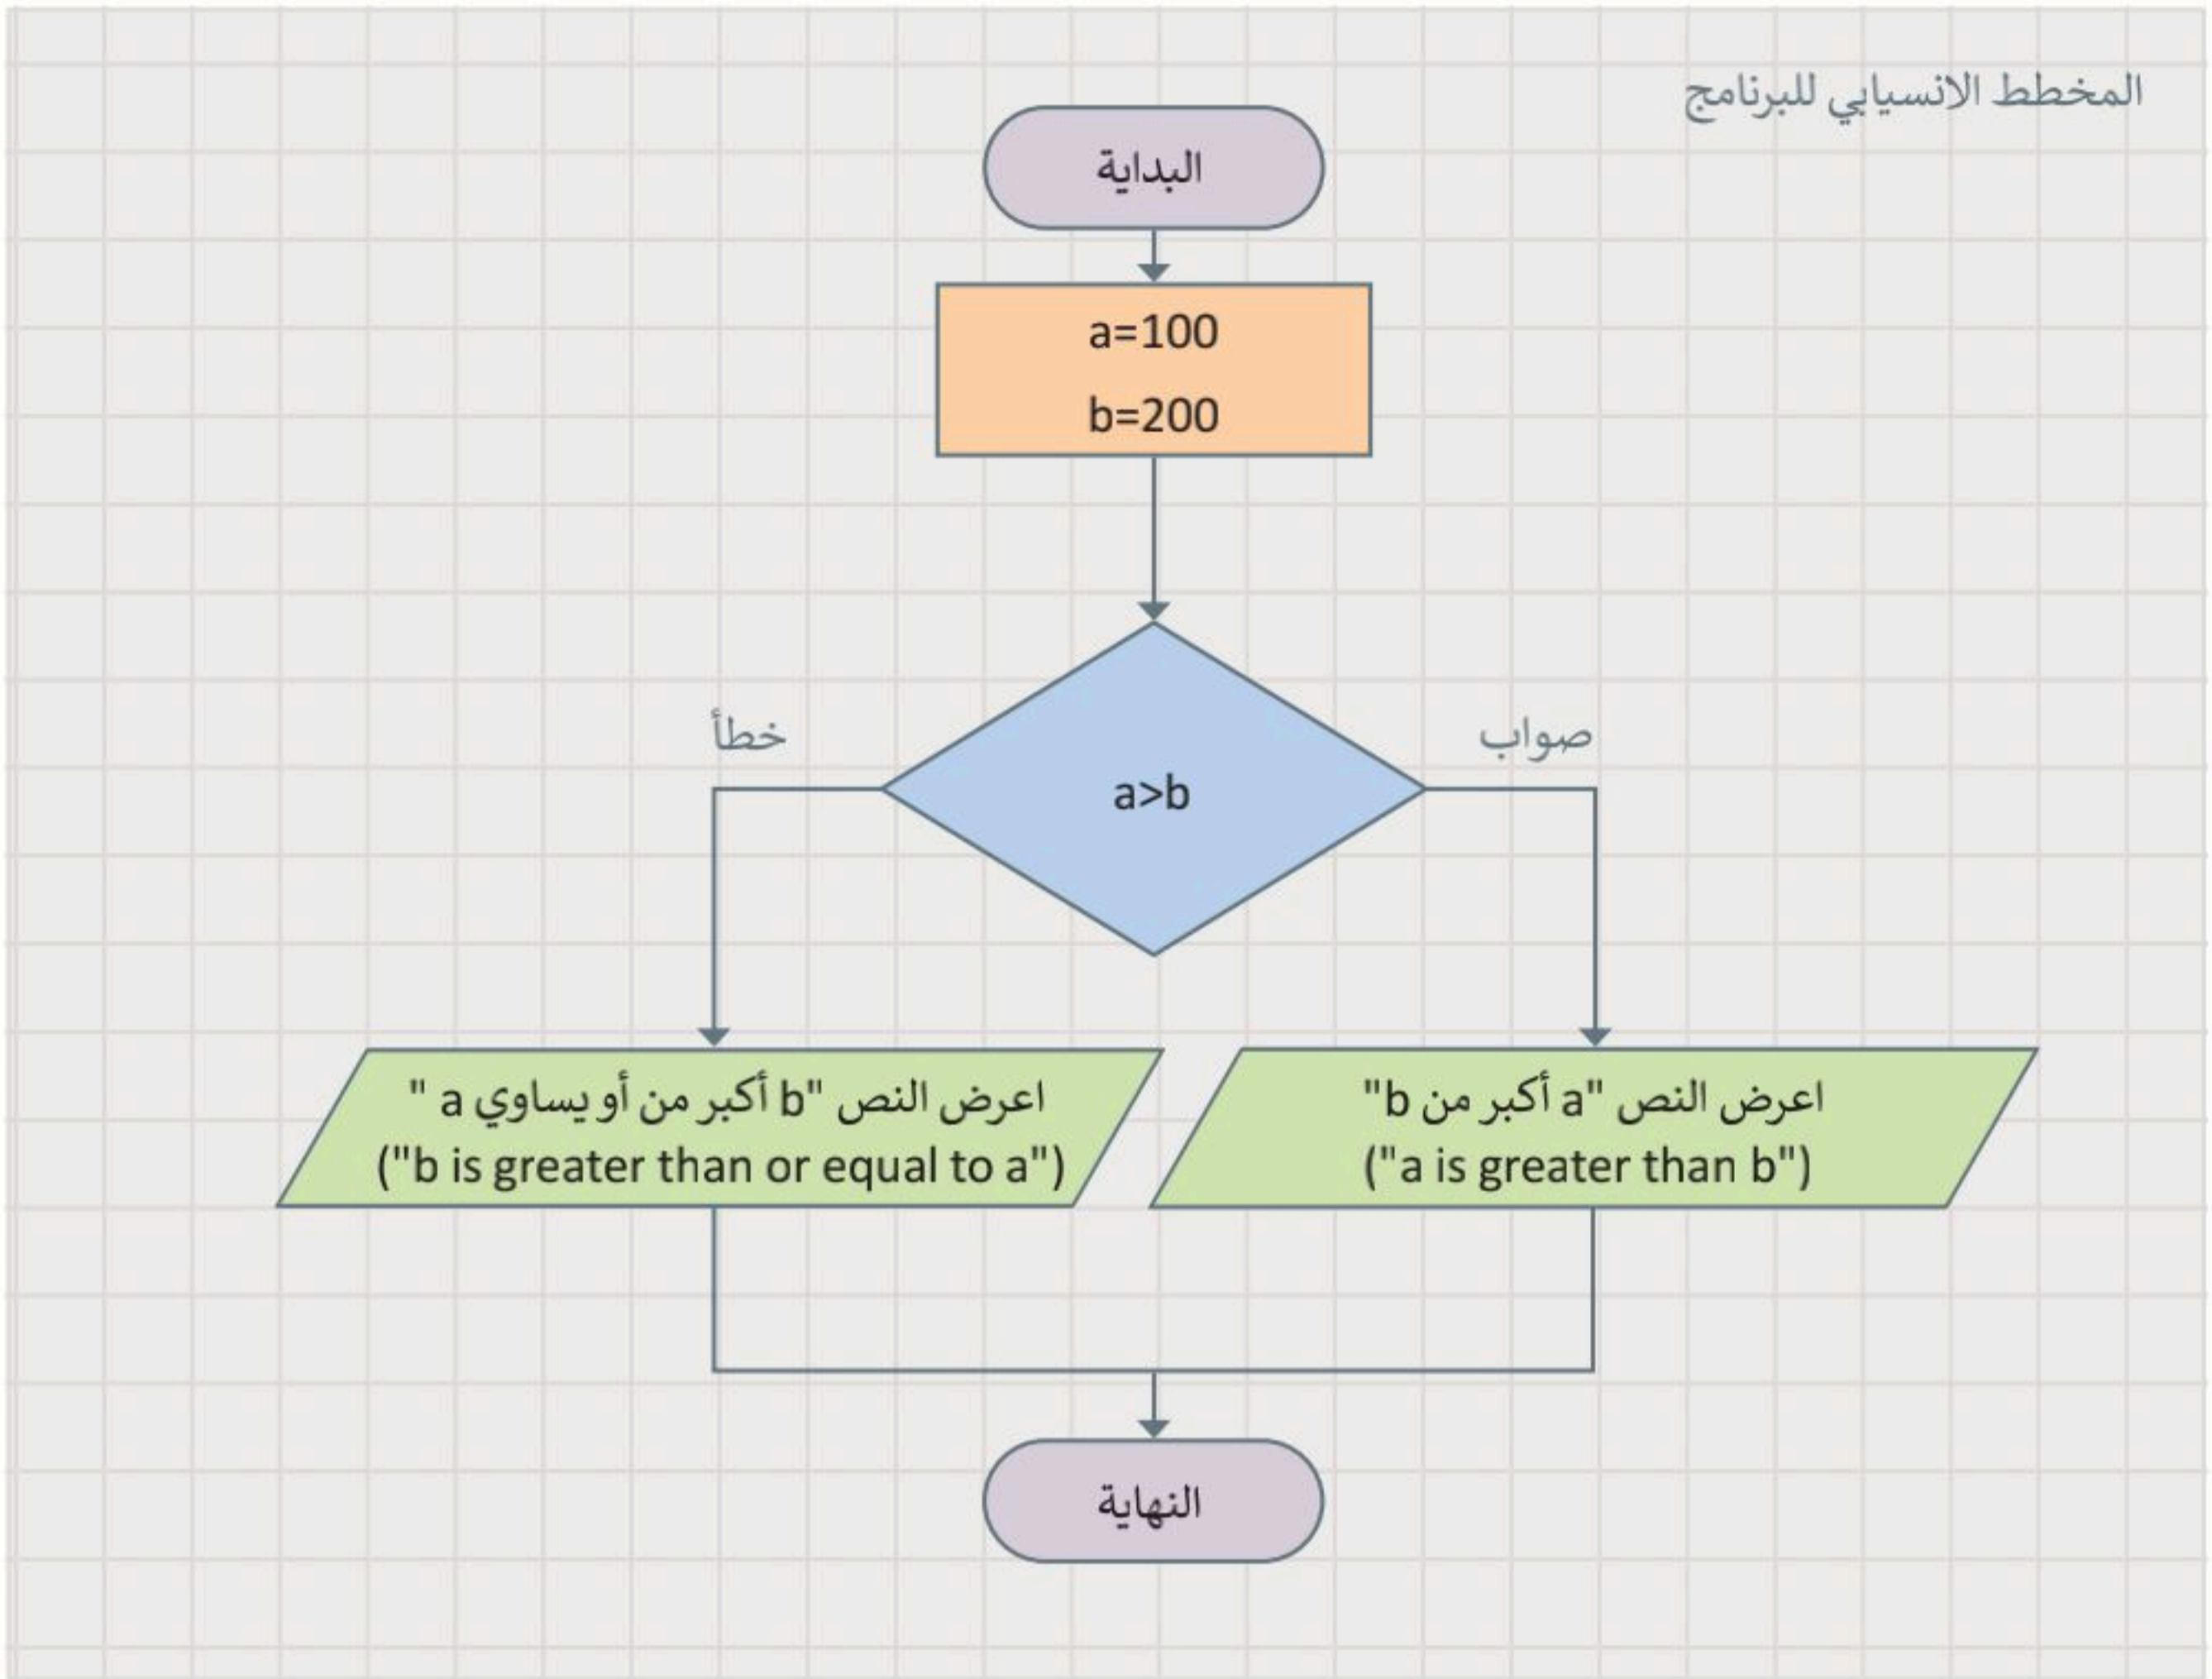 المخطط الانسيابي للبرنامج
البداية
a=100
b=200
a>b
صواب
خطأ
اعرض النص "a أكبر من b"
("a is greater than b")
اعرض النص "b أكبر من أو يساوي a "
("b is greater than or equal to a")
النهاية